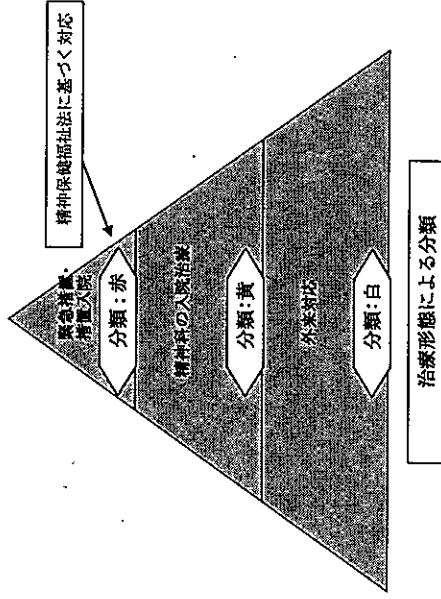 精神保健福祉法に基づく対応
緊急措置・
措置入院
分類：赤
精神科の入院治療
分類：黄
外来対応
分類：白
治療形態による分類